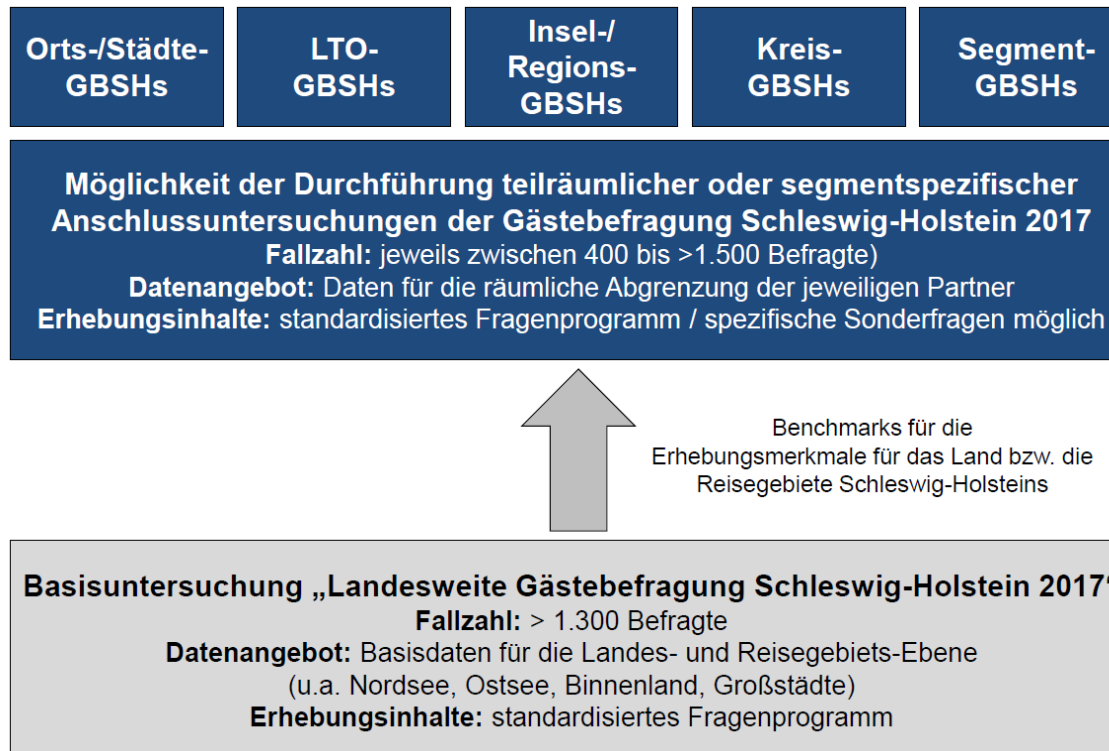 Orts-/Städte-
GBSHs
LTO-
GBSHs
Insel-/
Regions-
GBSHs
Kreis-
GBSHs
Segment-
GBSHs
Möglichkeit der Durchführung teilräumlicher oder segmentspezifischer
Anschlussuntersuchungen der Gästebefragung Schleswig-Holstein 2017
Fallzahl: jeweils zwischen 400 bis >1.500 Befragte)
Datenangebot: Daten für die räumliche Abgrenzung der jeweiligen Partner
Erhebungsinhalte: standardisiertes Fragenprogramm / spezifische Sonderfragen möglich
Benchmarks für die
Erhebungsmerkmale für das Land bzw. die
Reisegebiete Schleswig-Holsteins
Basisuntersuchung „Landesweite Gästebefragung Schleswig-Holstein 2017“
Fallzahl: > 1.300 Befragte
Datenangebot: Basisdaten für die Landes- und Reisegebiets-Ebene
(u.a. Nordsee, Ostsee, Binnenland, Großstädte)
Erhebungsinhalte: standardisiertes Fragenprogramm